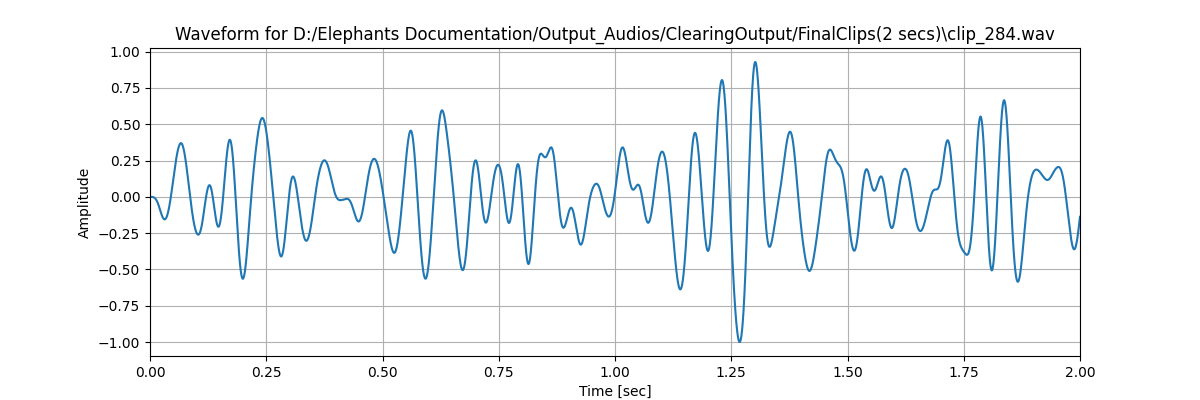 Waveform for D:/Elephants Documentation/Output_Audios/ClearingOutput/FinalClips(2 secs)\clip_284.wav
1.00
0.75
0.50
0.25
0.00
−0.25
−0.50
−0.75
−1.00
Amplitude
0.00 0.25 0.50 0.75 1.00 1.25 1.50 1.75 2.00
Time [sec]